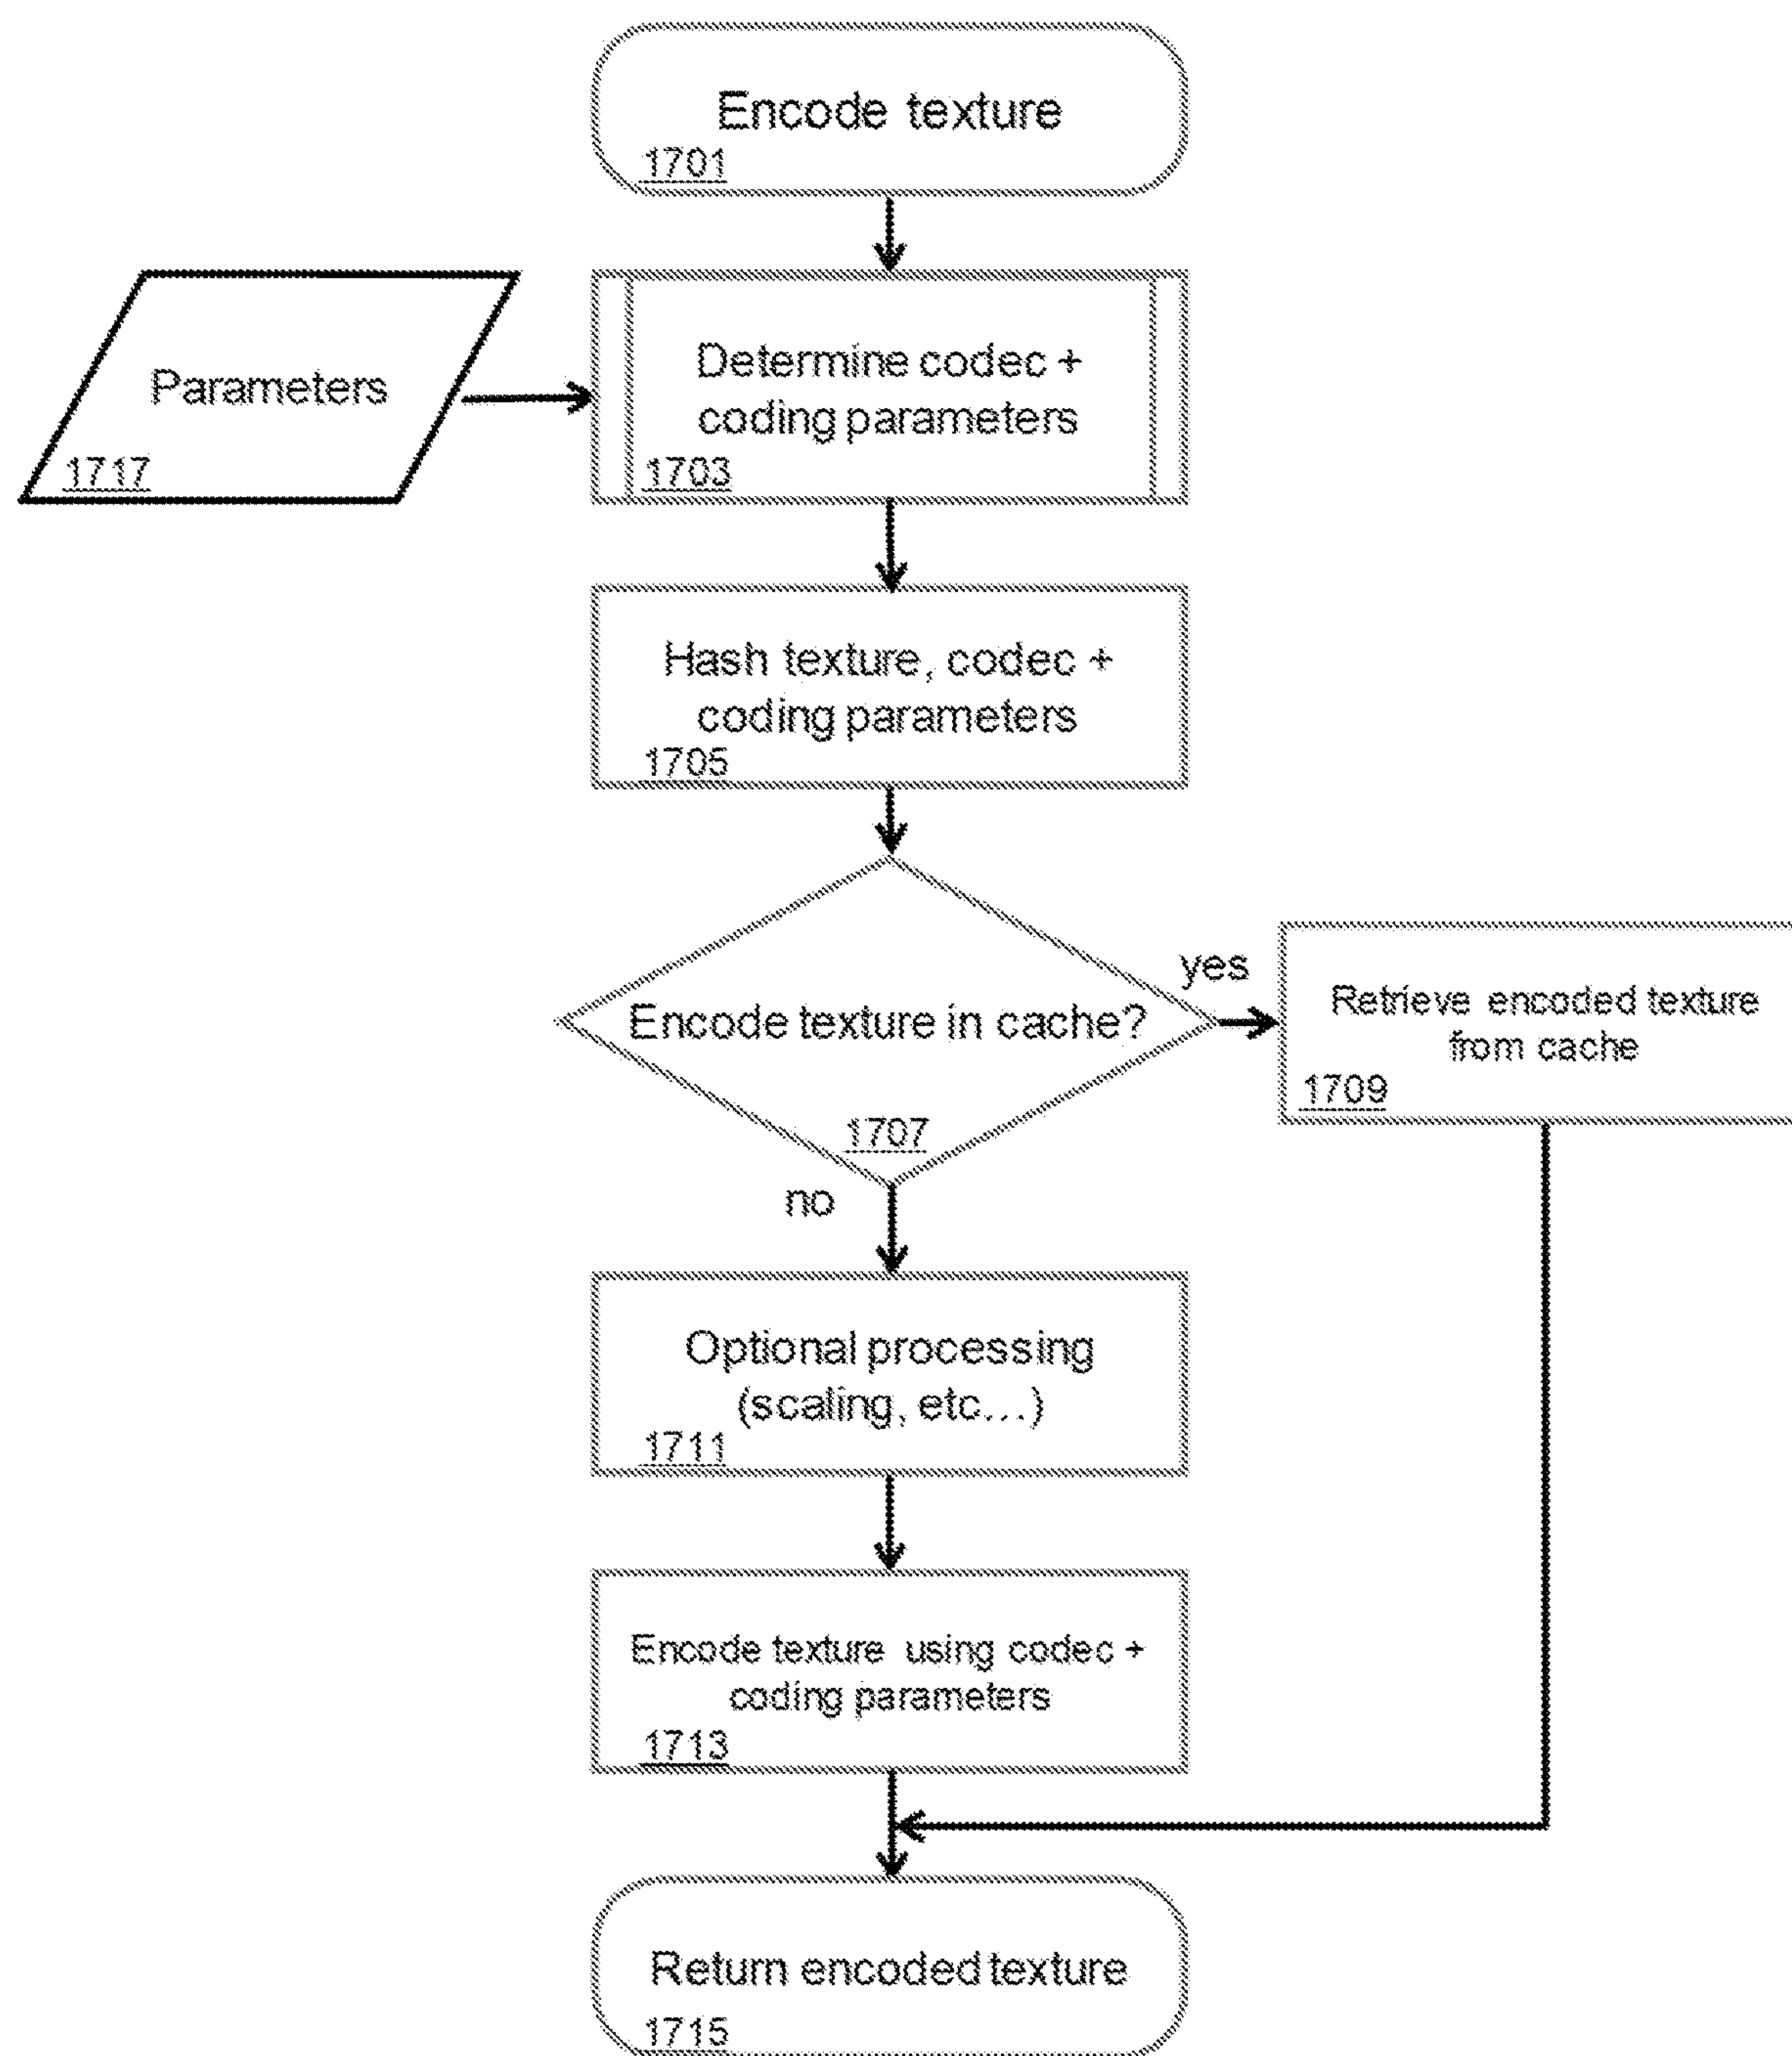 Encode texture
1701
Parameters
1717
Determine codec +
coding parameters
1703
Hash texture, codec +
coding parameters
1705
Encode texture in cache?
1707
yes
Retrieve encoded texture
from cache
1709
no
Optional processing
(scaling, etc...)
1711
Encode texture using codec +
coding parameters
1713
Return encoded texture
1715